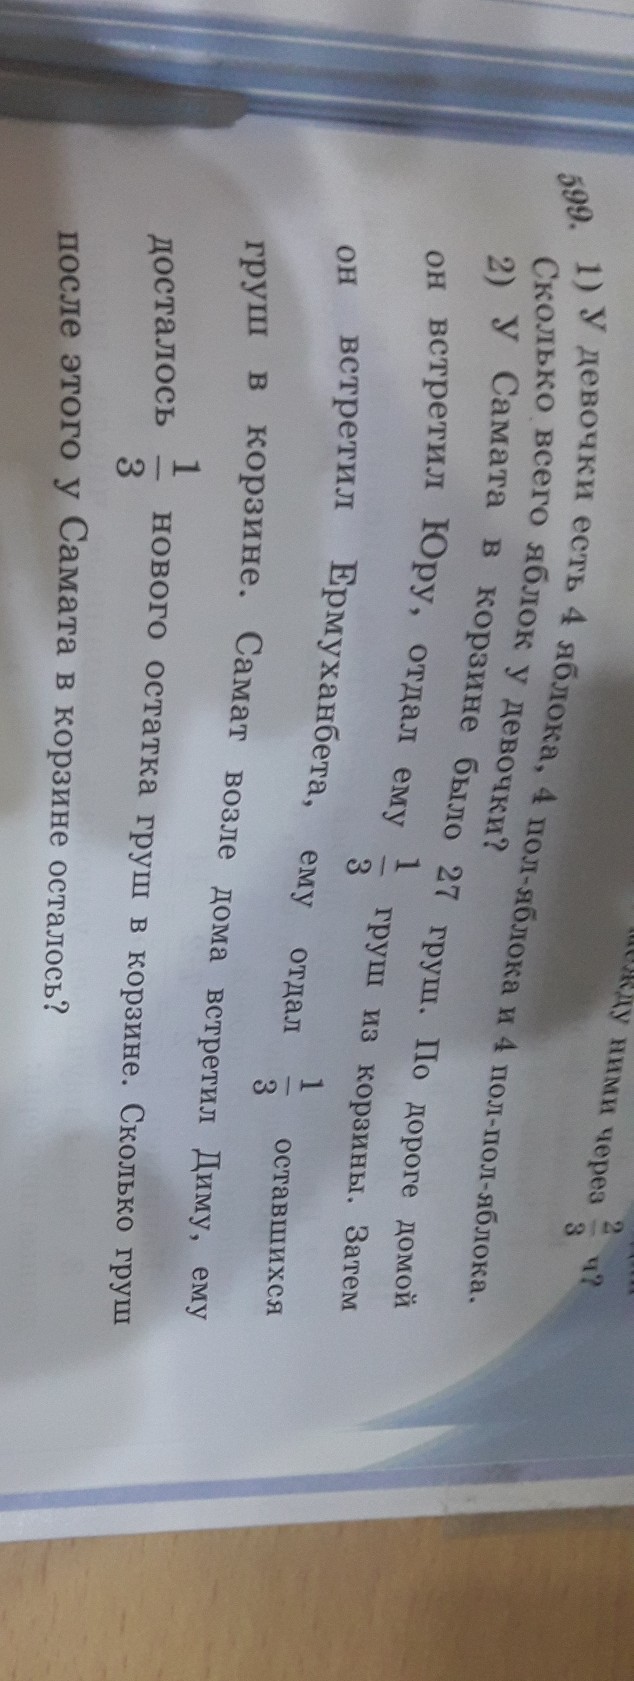 между ними через 2/3 ч?
599. 1) У девочки есть 4 яблока, 4 пол-яблока и 4 пол-пол-яблока.
Сколько всего яблок у девочки?
2) У Самата в корзине было 27 груш. По дороге домой
он встретил Юру, отдал ему 1/3 груш из корзины. Затем
он встретил Ермуханбета, ему отдал 1/3 оставшихся
груш в корзине. Самат возле дома встретил Диму, ему
досталось 1/3 нового остатка груш в корзине. Сколько груш
после этого у Самата в корзине осталось?